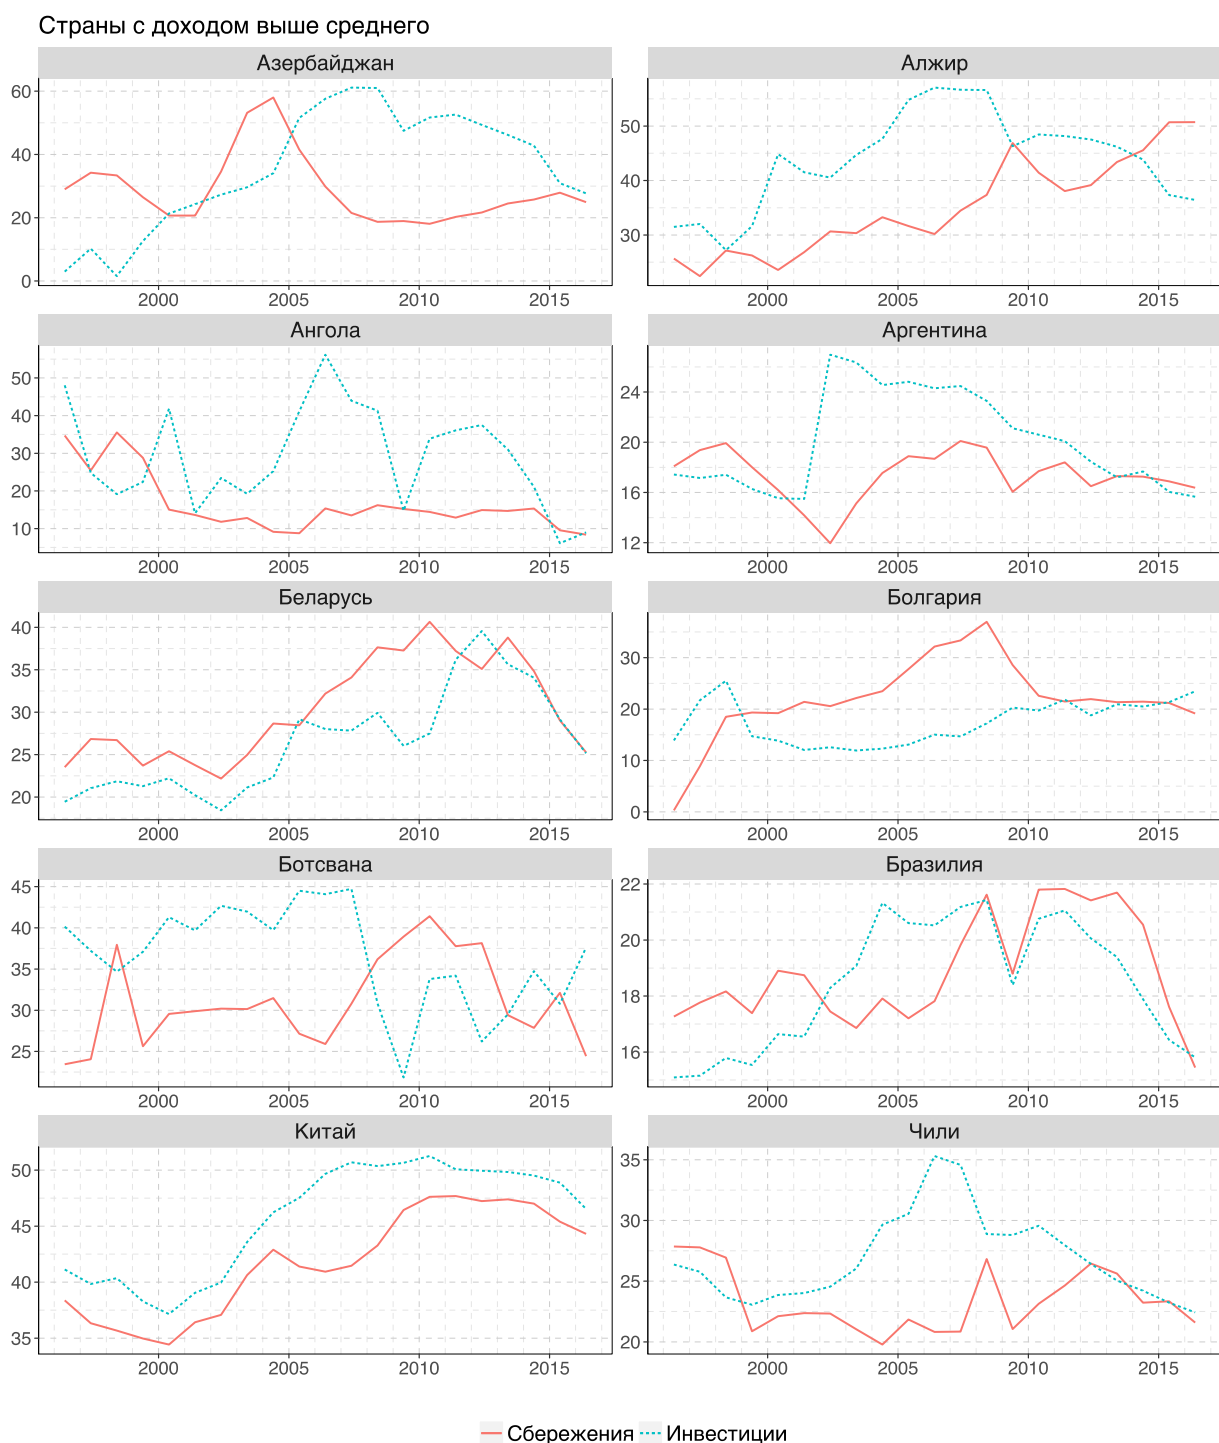 Страны с доходом выше среднего
Азербайджан
Алжир
60
40
20
0
50
40
30
2000 2005 2010 2015
2000 2005 2010 2015
Ангола
Аргентина
50
40
30
20
10
24
20
16
12
2000 2005 2010 2015
2000 2005 2010 2015
Беларусь
Болгария
40
35
30
25
20
30
20
10
0
2000 2005 2010 2015
2000 2005 2010 2015
Ботсвана
Бразилия
45
40
35
30
25
22
20
18
16
2000 2005 2010 2015
2000 2005 2010 2015
Китай
Чили
50
45
40
35
35
30
25
20
2000 2005 2010 2015
2000 2005 2010 2015
Сбережения Инвестиции